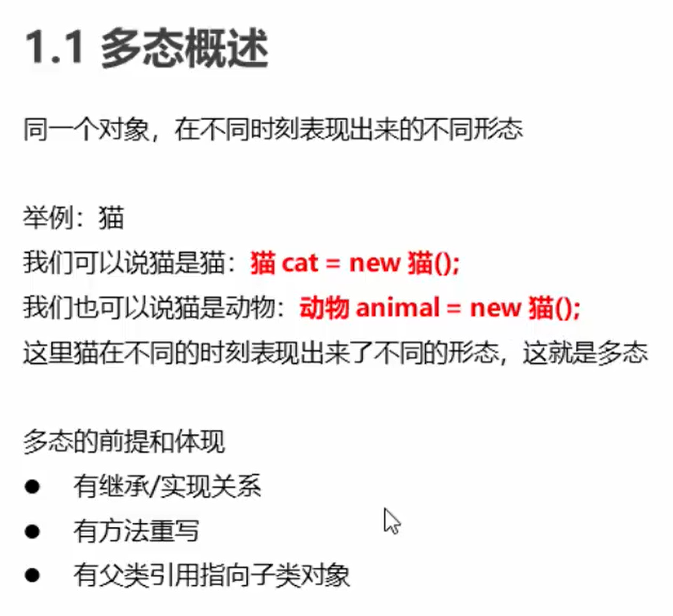 1.1 多态概述
同一个对象，在不同时刻表现出来的不同形态
举例：猫
我们可以说猫是猫：猫 cat = new 猫();
我们也可以说猫是动物：动物 animal = new 猫();
这里猫在不同的时刻表现出来了不同的形态，这就是多态
多态的前提和体现
● 有继承/实现关系
● 有方法重写
● 有父类引用指向子类对象